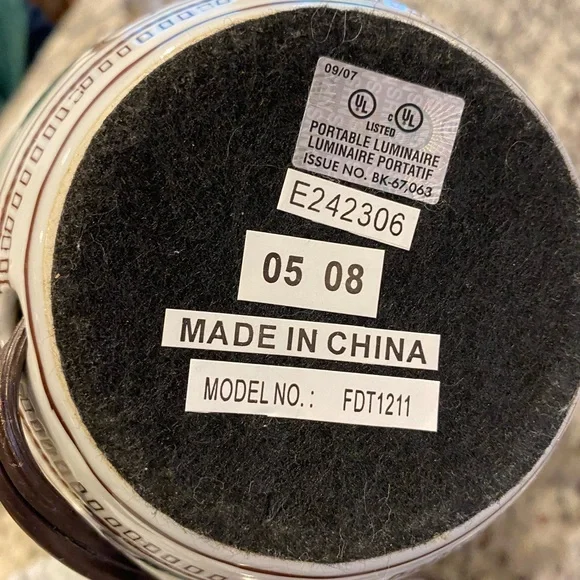 09/07
UL C UL
LISTED
PORTABLE LUMINAIRE
LUMINAIRE PORTATIF
ISSUE NO. BK-67,063
E242306
05 08
MADE IN CHINA
MODEL NO.: FDT1211